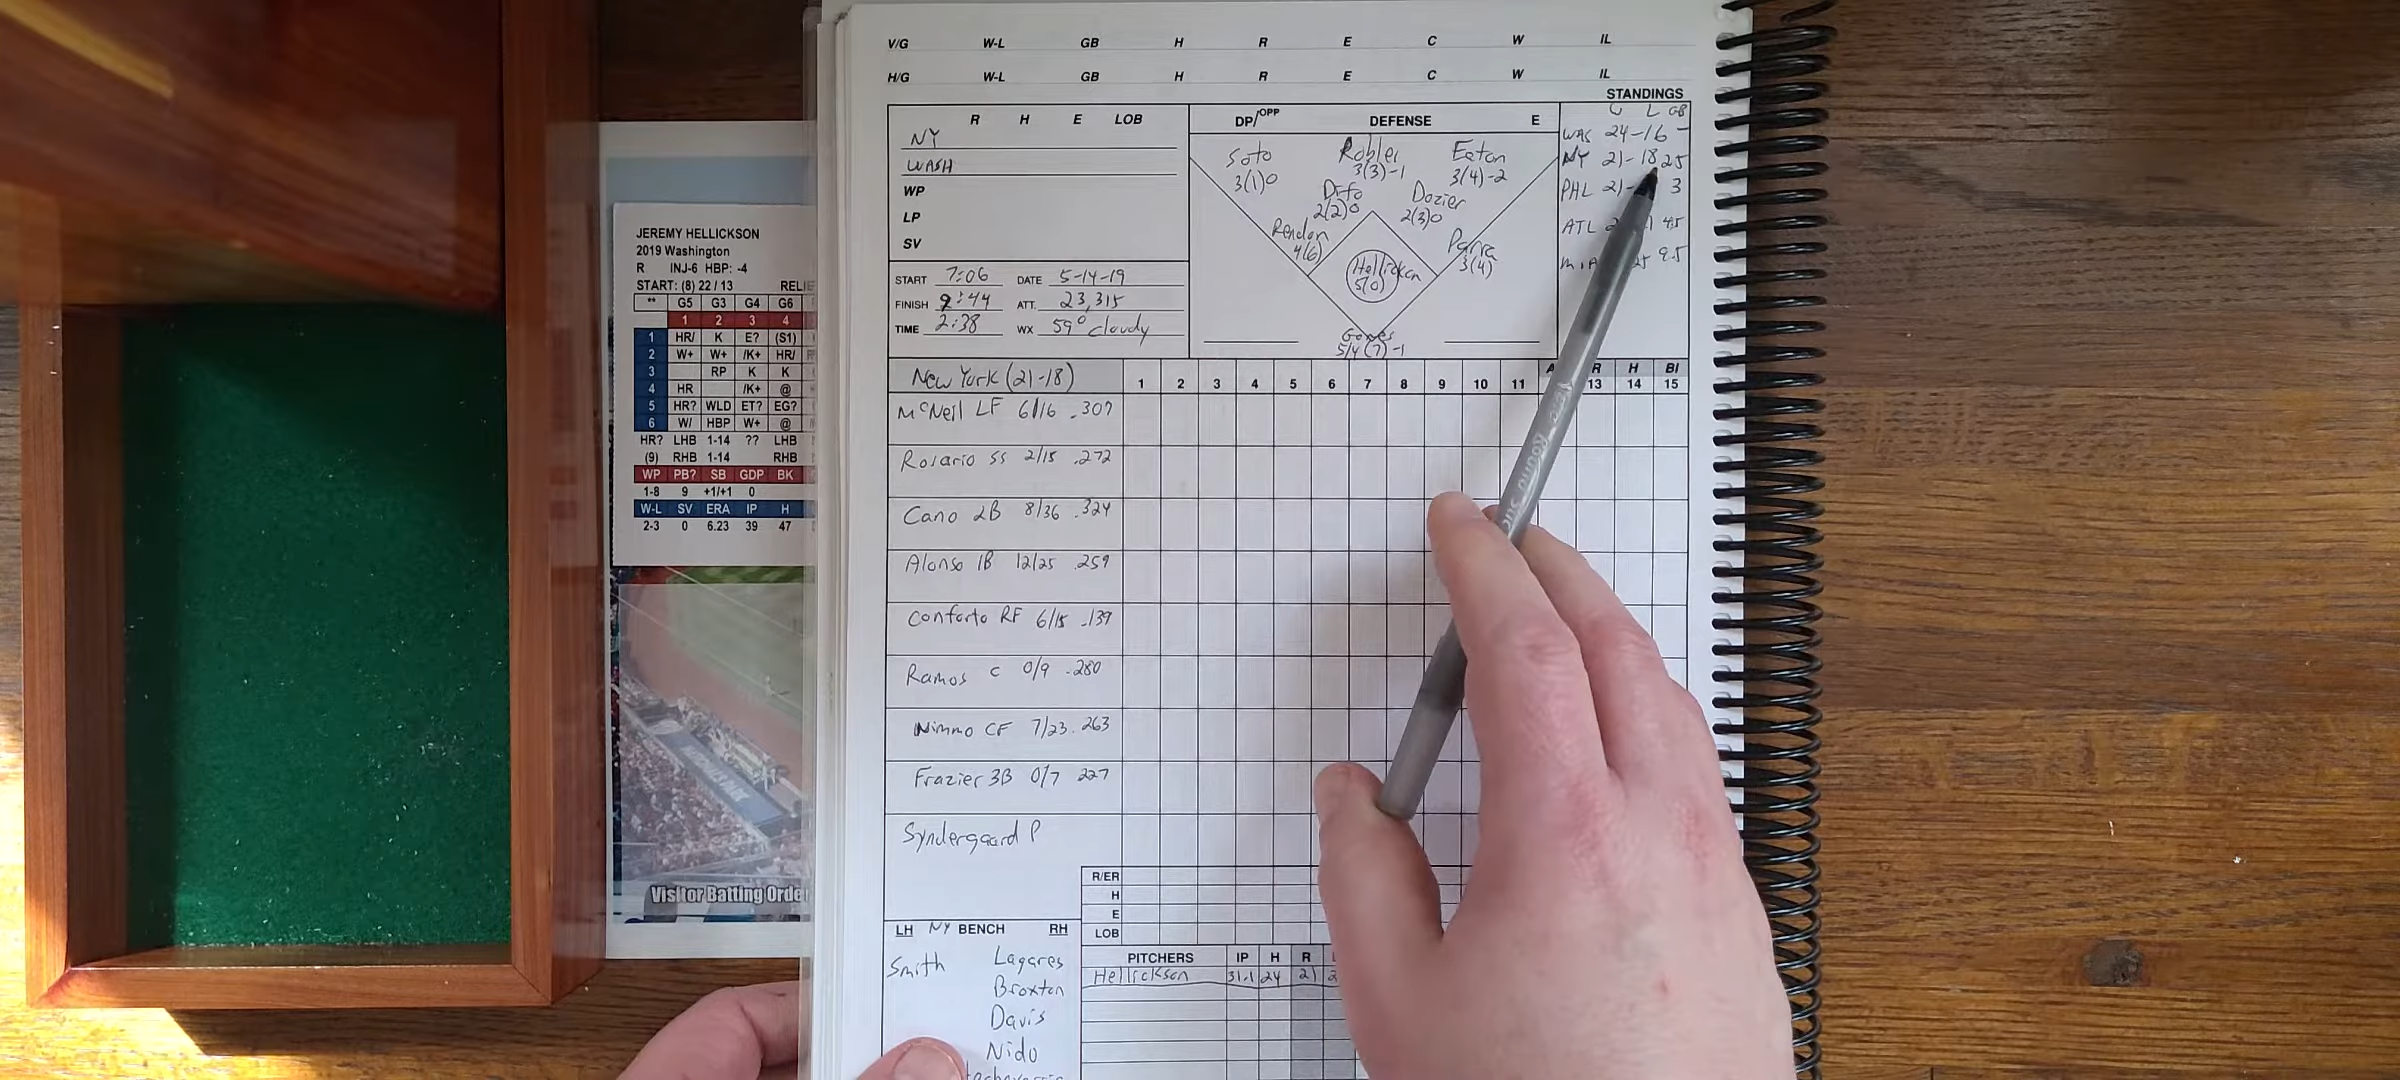 V/G W-L GB H R E C W IL
H/G W-L GB H R E C W IL
STANDINGS
R H E LOB
NY
WASH
WP
LP
SV
START 7:06 DATE 5-14-19
FINISH 9:44 ATT. 23,315
TIME 2:38 WX 59° cloudy
DP/OPP DEFENSE E
Soto Robles Eaton
3(1)0 3(3)-1 3(4)-2
Difo Dozier
2(2)0 2(3)0
Rendon Parra
4(6) 3(4)
Hellickson
5(0)
Gomes
5/4(7)-1
W L GB
WAS 24-16 -
NY 21-18 2.5
PHL 21- 3
ATL 4.5
MIA 9.5
JEREMY HELLICKSON
2019 Washington
R INJ-6 HBP: -4
START: (8) 22 / 13 RELIE
** G5 G3 G4 G6
1 2 3 4
1 HR/ K E? (S1)
2 W+ W+ /K+ HR/
3 RP K K
4 HR /K+ @
5 HR? WLD ET? EG?
6 W/ HBP W+ @
HR? LHB 1-14 ?? LHB
(9) RHB 1-14 RHB
WP PB? SB GDP BK
1-8 9 +1/+1 0
W-L SV ERA IP H
2-3 0 6.23 39 47
Visitor Batting Order
New York (21-18) 1 2 3 4 5 6 7 8 9 10 11 A R H BI
13 14 15
McNeil LF 6/16 .307
Rosario SS 2/15 .272
Cano 2B 8/36 .324
Alonso 1B 12/25 .259
Conforto RF 6/15 .139
Ramos C 0/9 .280
Nimmo CF 7/23 .263
Frazier 3B 0/7 227
Syndergaard P
R/ER
H
E
LOB
LH NY BENCH RH
Smith Lagares
Broxton
Davis
Nido
PITCHERS IP H R
Hellickson 31.1 24 21